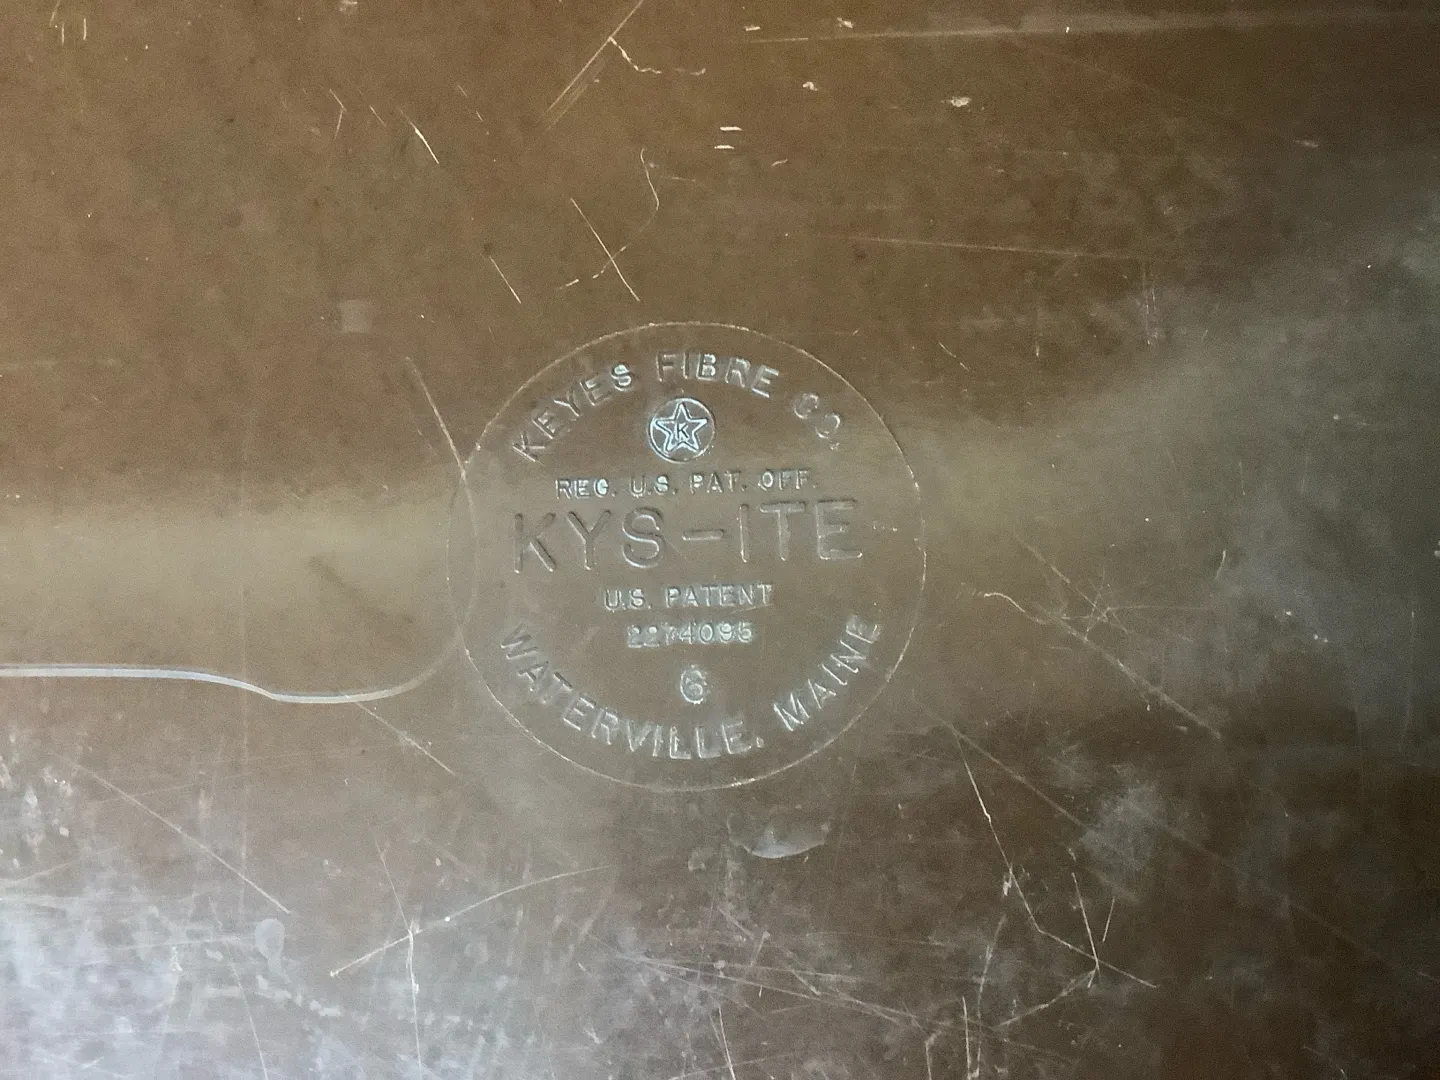 KEYES FIBRE CO.
K
REG. U.S. PAT. OFF.
KYS-ITE
U.S. PATENT
2274095
6
WATERVILLE, MAINE